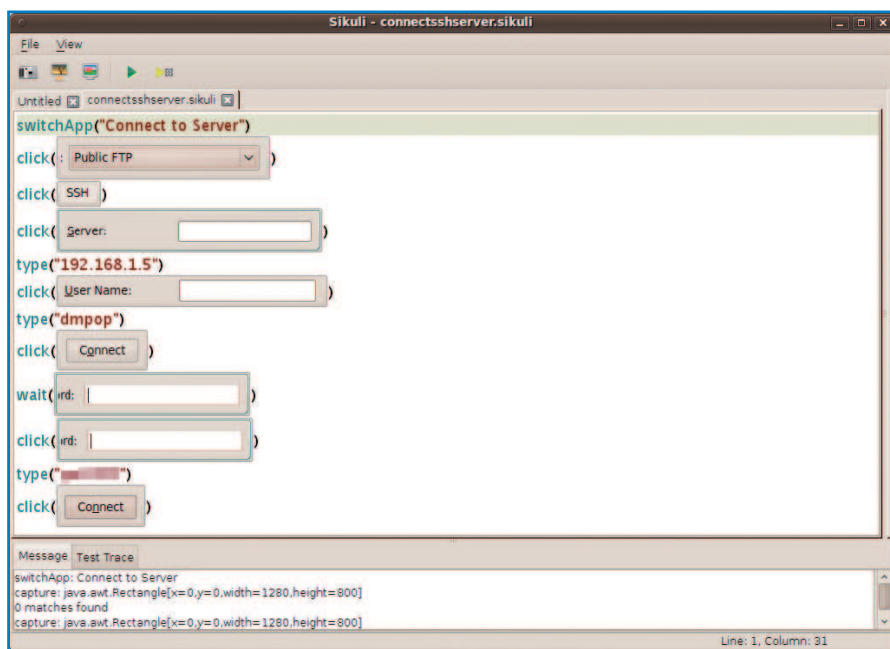 Sikuli - connectsshserver.sikuli
File View
Untitled connectsshserver.sikuli
switchApp("Connect to Server")
click( : Public FTP )
click( SSH )
click( Server: )
type("192.168.1.5")
click( User Name: )
type("dmpop")
click( Connect )
wait( ord: )
click( ord: )
type(" ")
click( Connect )
Message Test Trace
switchApp: Connect to Server
capture: java.awt.Rectangle[x=0,y=0,width=1280,height=800]
0 matches found
capture: java.awt.Rectangle[x=0,y=0,width=1280,height=800]
Line: 1, Column: 31